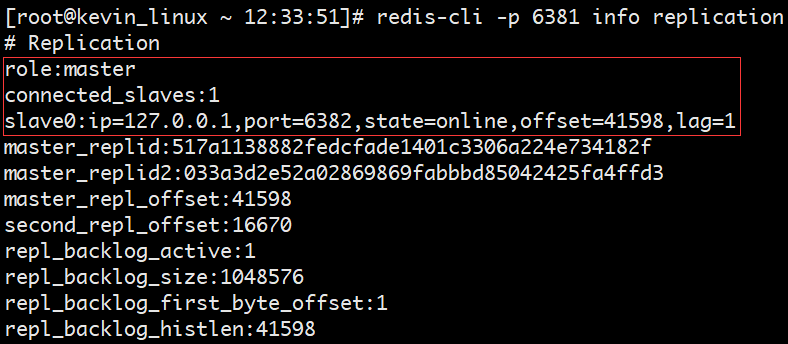 [root@kevin_linux ~ 12:33:51]# redis-cli -p 6381 info replication
# Replication
role:master
connected_slaves:1
slave0:ip=127.0.0.1,port=6382,state=online,offset=41598,lag=1
master_replid:517a1138882fedcfade1401c3306a224e734182f
master_replid2:033a3d2e52a02869869fabbbd85042425fa4ffd3
master_repl_offset:41598
second_repl_offset:16670
repl_backlog_active:1
repl_backlog_size:1048576
repl_backlog_first_byte_offset:1
repl_backlog_histlen:41598